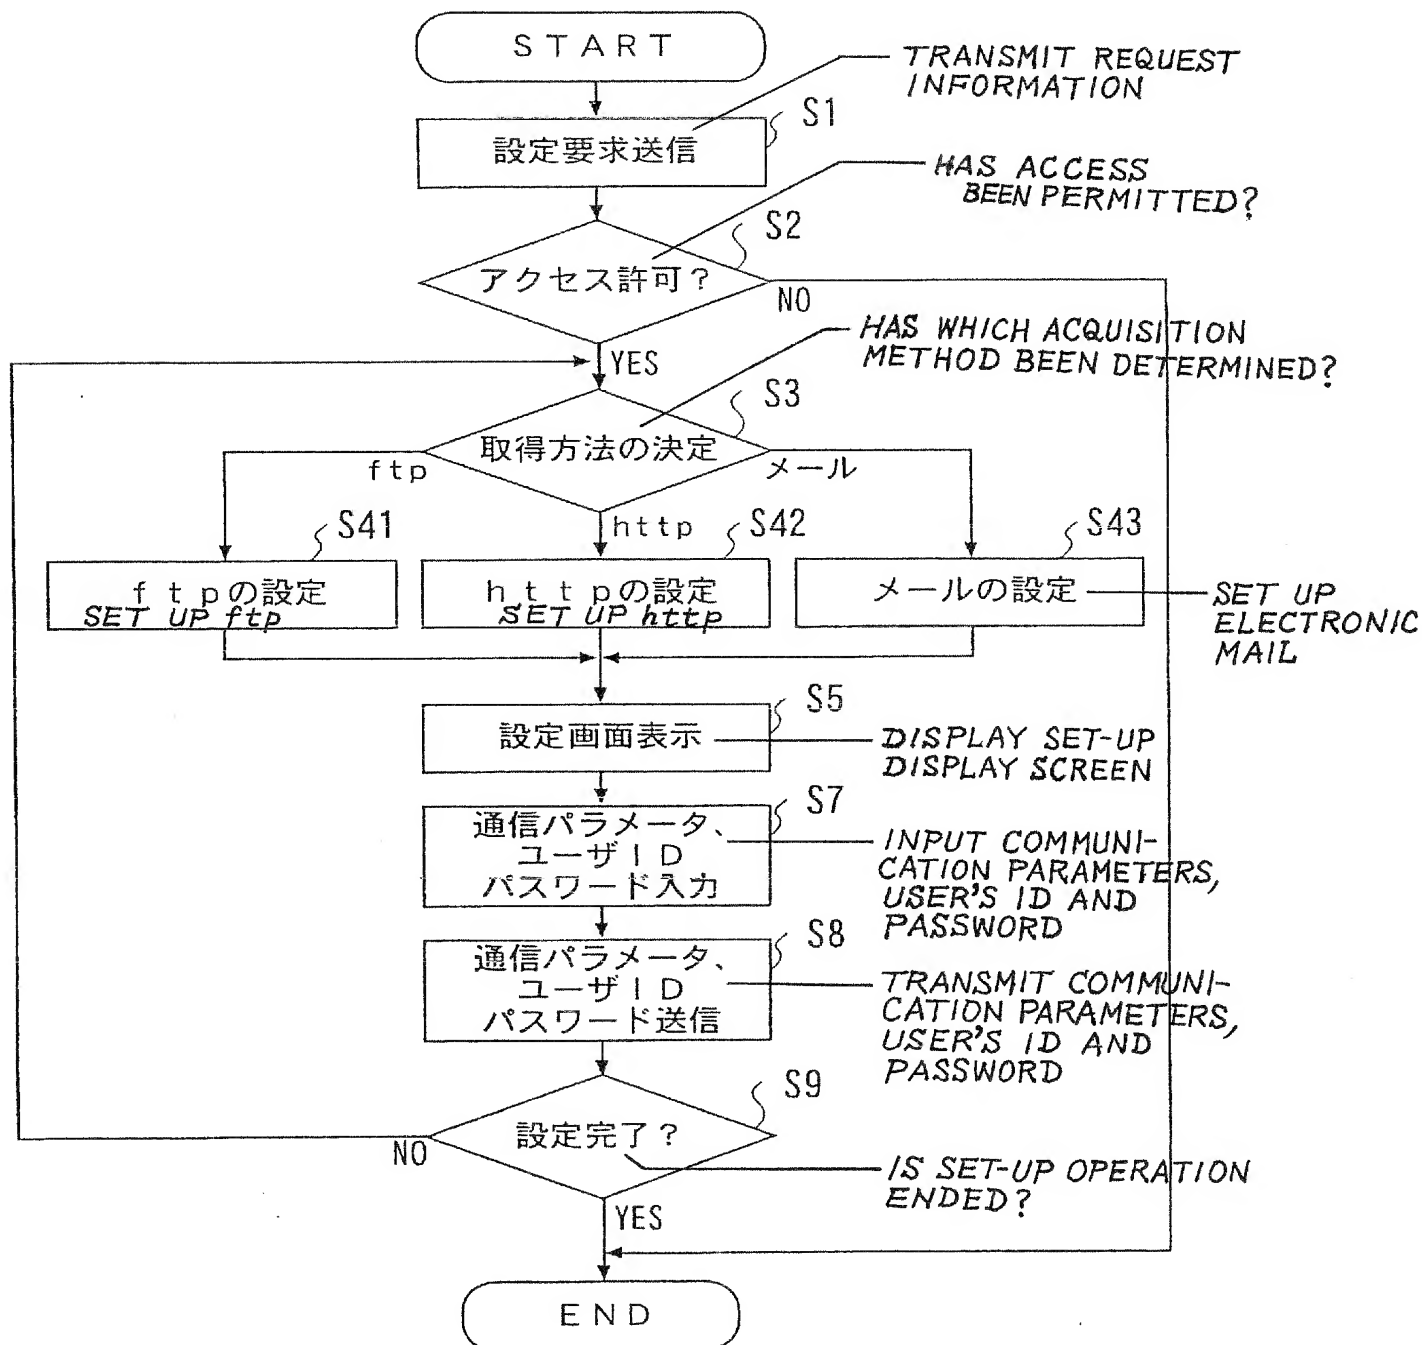 START
TRANSMIT REQUEST
INFORMATION
S1
設定要求送信
HAS ACCESS
BEEN PERMITTED?
S2
アクセス許可?
NO
HAS WHICH ACQUISITION
METHOD BEEN DETERMINED?
YES
S3
取得方法の決定
ftp
メール
http
S41
S42
S43
ftpの設定
SET UP ftp
httpの設定
SET UP http
メールの設定
SET UP
ELECTRONIC
MAIL
S5
設定画面表示
DISPLAY SET-UP
DISPLAY SCREEN
S7
通信パラメータ、
ユーザID
パスワード入力
INPUT COMMUNI-
CATION PARAMETERS,
USER'S ID AND
PASSWORD
S8
通信パラメータ、
ユーザID
パスワード送信
TRANSMIT COMMUNI-
CATION PARAMETERS,
USER'S ID AND
PASSWORD
S9
設定完了?
NO
IS SET-UP OPERATION
ENDED?
YES
END